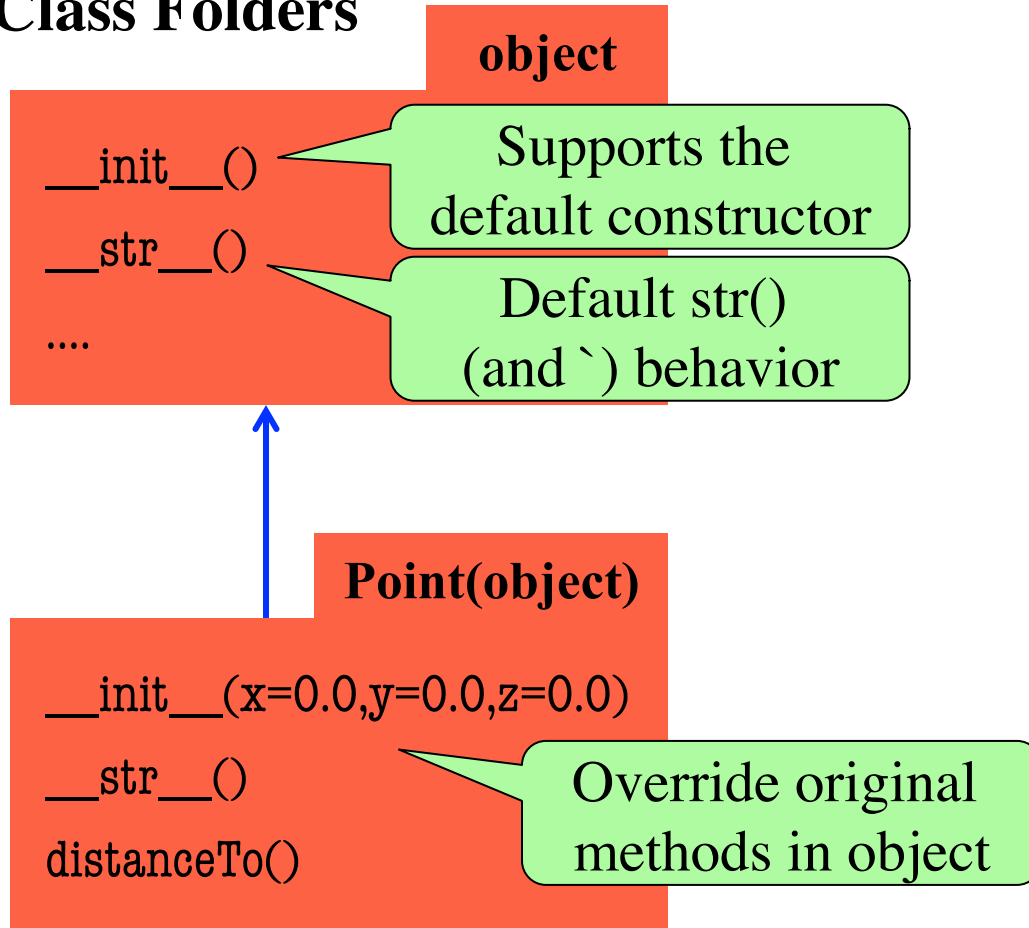 Class Folders
object
__init__()
Supports the
default constructor
__str__()
Default str()
(and `) behavior
....
Point(object)
__init__(x=0.0,y=0.0,z=0.0)
__str__()
Override original
methods in object
distanceTo()